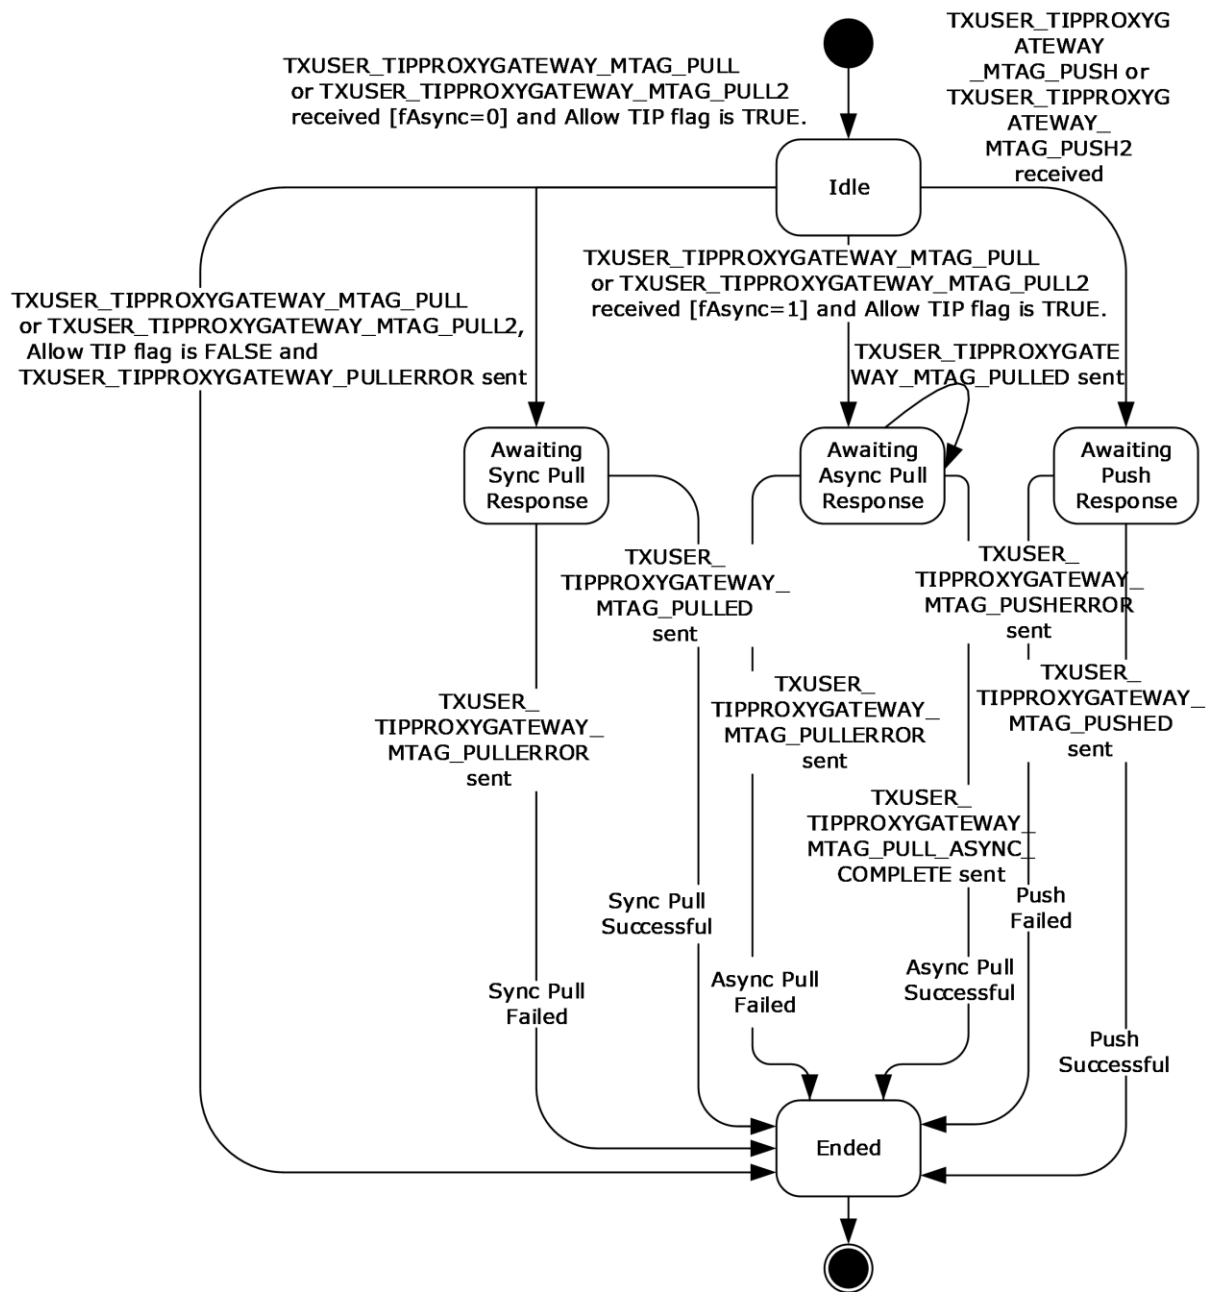 TXUSER_TIPPROXYG
ATEWAY
_MTAG_PUSH or
TXUSER_TIPPROXYG
ATEWAY_
MTAG_PUSH2
received
TXUSER_TIPPROXYGATEWAY_MTAG_PULL
or TXUSER_TIPPROXYGATEWAY_MTAG_PULL2
received [fAsync=0] and Allow TIP flag is TRUE.
Idle
TXUSER_TIPPROXYGATEWAY_MTAG_PULL
or TXUSER_TIPPROXYGATEWAY_MTAG_PULL2
received [fAsync=1] and Allow TIP flag is TRUE.
TXUSER_TIPPROXYGATEWAY_MTAG_PULL
or TXUSER_TIPPROXYGATEWAY_MTAG_PULL2,
Allow TIP flag is FALSE and
TXUSER_TIPPROXYGATEWAY_PULLERROR sent
TXUSER_TIPPROXYGATE
WAY_MTAG_PULLED sent
Awaiting
Sync Pull
Response
Awaiting
Async Pull
Response
Awaiting
Push
Response
TXUSER_
TIPPROXYGATEWAY_
MTAG_PULLED
sent
TXUSER_
TIPPROXYGATEWAY_
MTAG_PUSHERROR
sent
TXUSER_
TIPPROXYGATEWAY_
MTAG_PULLERROR
sent
TXUSER_
TIPPROXYGATEWAY_
MTAG_PULLERROR
sent
TXUSER_
TIPPROXYGATEWAY_
MTAG_PUSHED
sent
TXUSER_
TIPPROXYGATEWAY_
MTAG_PULL_ASYNC_
COMPLETE sent
Sync Pull
Successful
Push
Failed
Sync Pull
Failed
Async Pull
Failed
Async Pull
Successful
Push
Successful
Ended